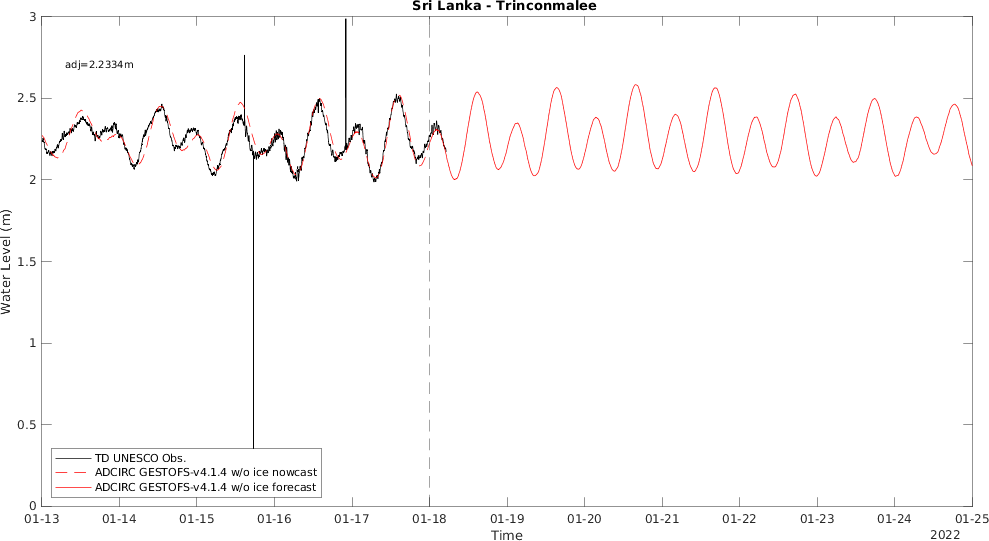 Sri Lanka - Trinconmalee
3
adj=2.2334m
2.5
2
1.5
Water Level (m)
1
0.5
TD UNESCO Obs.
ADCIRC GESTOFS-v4.1.4 w/o ice nowcast
ADCIRC GESTOFS-v4.1.4 w/o ice forecast
0
01-13 01-14 01-15 01-16 01-17 01-18 01-19 01-20 01-21 01-22 01-23 01-24 01-25
Time
2022